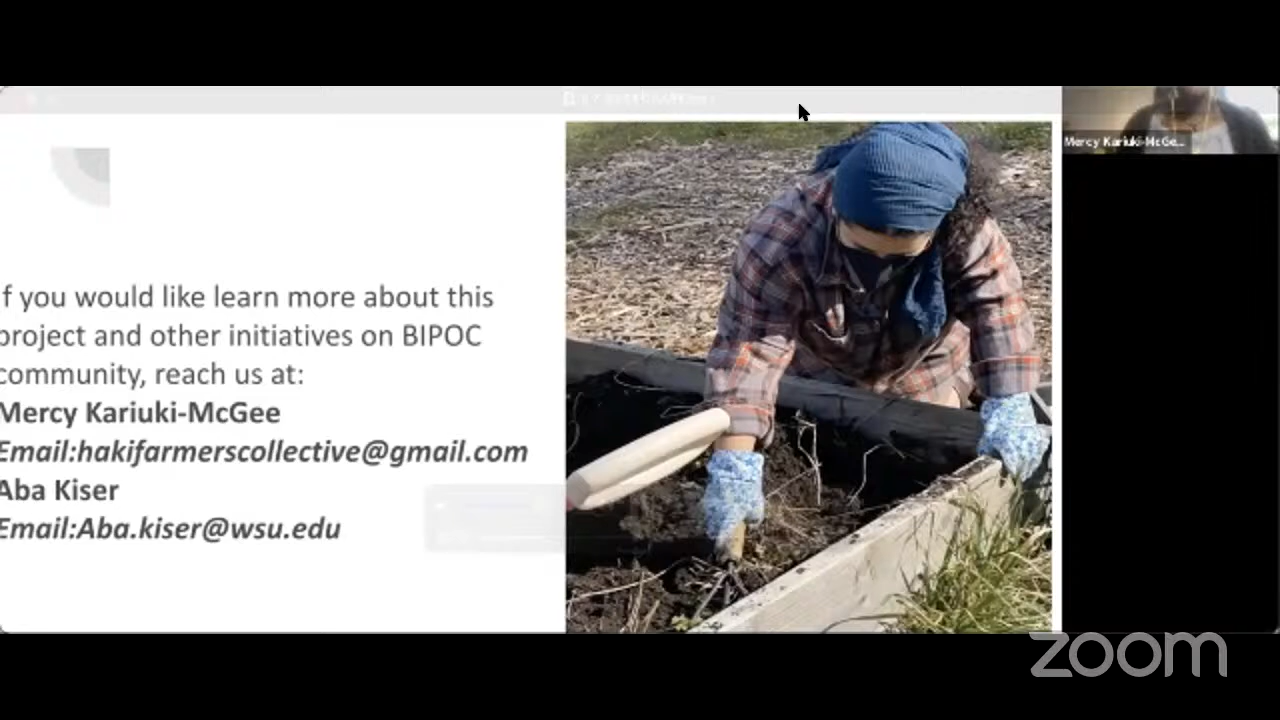 f you would like learn more about this
project and other initiatives on BIPOC
community, reach us at:
Mercy Kariuki-McGee
Email:hakifarmerscollective@gmail.com
Aba Kiser
Email:Aba.kiser@wsu.edu
Mercy Kariuki-McGe...
zoom